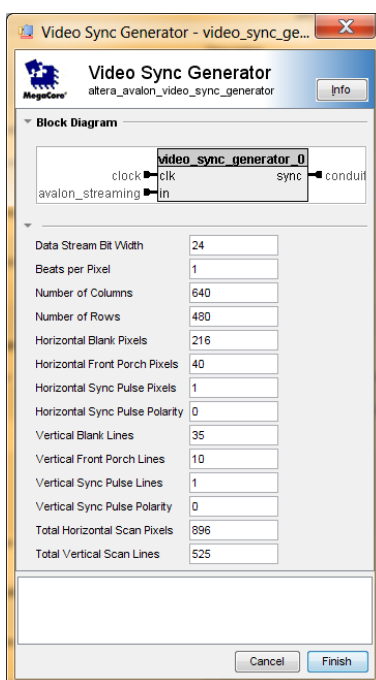 Video Sync Generator - video_sync_ge...
MegaCore'
Video Sync Generator
altera_avalon_video_sync_generator
Info
Block Diagram
video_sync_generator_0
clock clk sync conduit
avalon_streaming in
Data Stream Bit Width 24
Beats per Pixel 1
Number of Columns 640
Number of Rows 480
Horizontal Blank Pixels 216
Horizontal Front Porch Pixels 40
Horizontal Sync Pulse Pixels 1
Horizontal Sync Pulse Polarity 0
Vertical Blank Lines 35
Vertical Front Porch Lines 10
Vertical Sync Pulse Lines 1
Vertical Sync Pulse Polarity 0
Total Horizontal Scan Pixels 896
Total Vertical Scan Lines 525
Cancel Finish